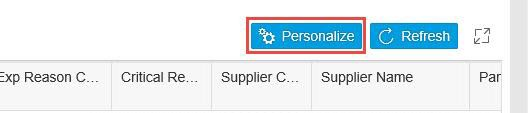 Personalize Refresh
Exp Reason C... Critical Re... Supplier C... Supplier Name Par